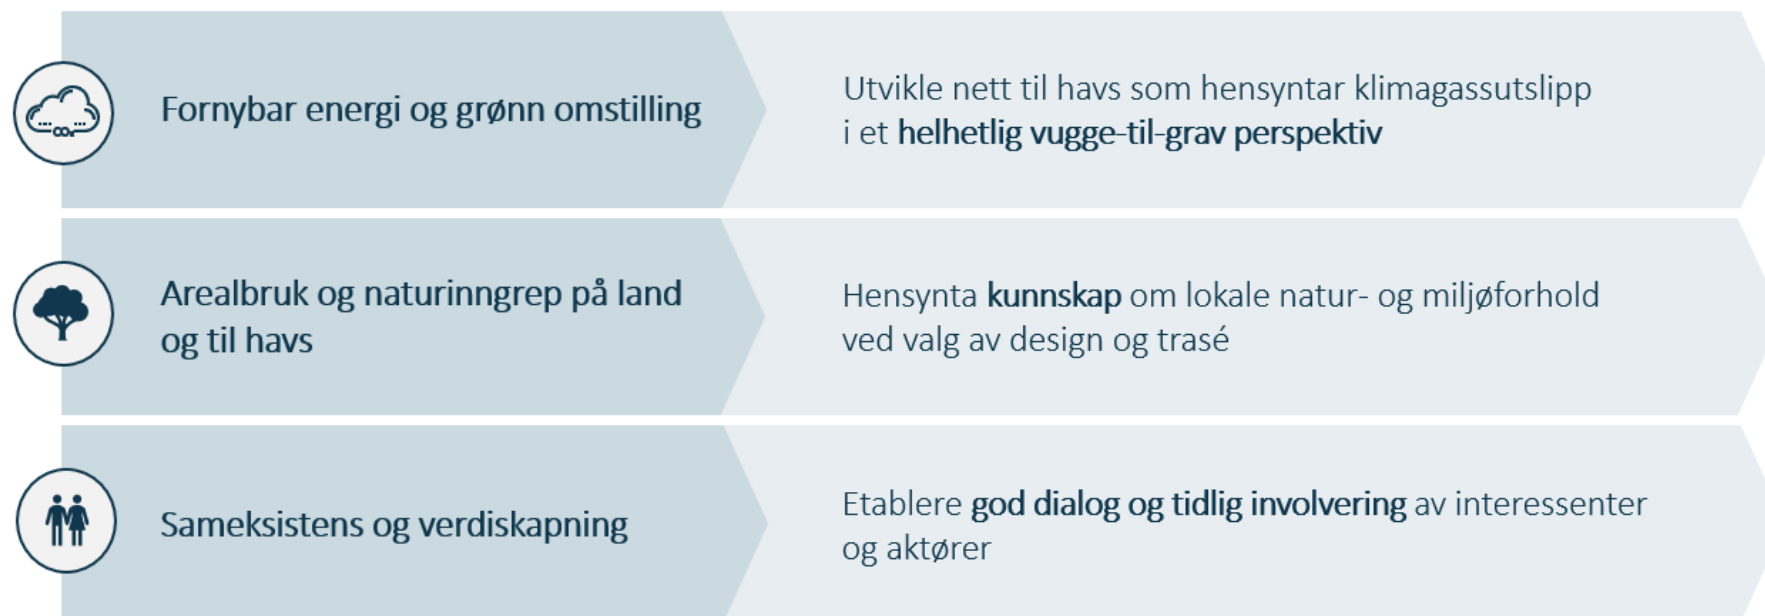 Fornybar energi og grønn omstilling
Utvikle nett til havs som hensyntar klimagassutslipp
i et helhetlig vugge-til-grav perspektiv
Arealbruk og naturinngrep på land
og til havs
Hensynta kunnskap om lokale natur- og miljøforhold
ved valg av design og trasé
Sameksistens og verdiskapning
Etablere god dialog og tidlig involvering av interessenter
og aktører